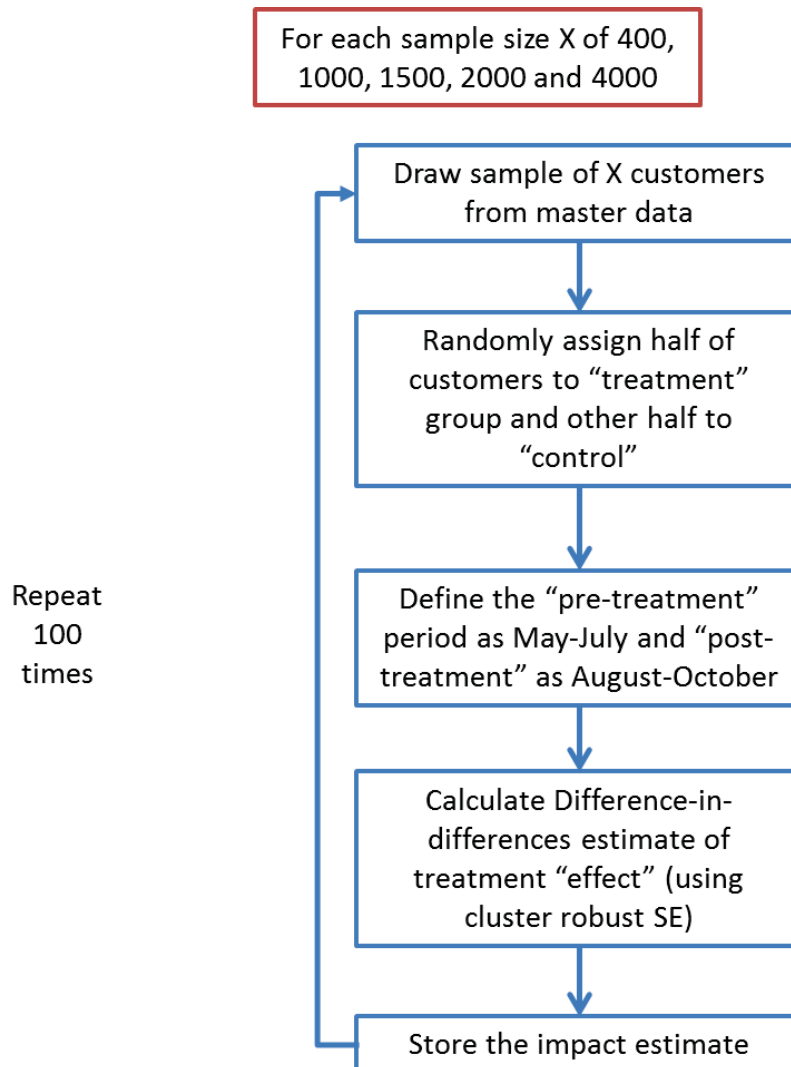 For each sample size X of 400,
1000, 1500, 2000 and 4000
Draw sample of X customers
from master data
Randomly assign half of
customers to “treatment”
group and other half to
“control”
Repeat
100
times
Define the “pre-treatment”
period as May-July and “post-
treatment” as August-October
Calculate Difference-in-
differences estimate of
treatment “effect” (using
cluster robust SE)
Store the impact estimate